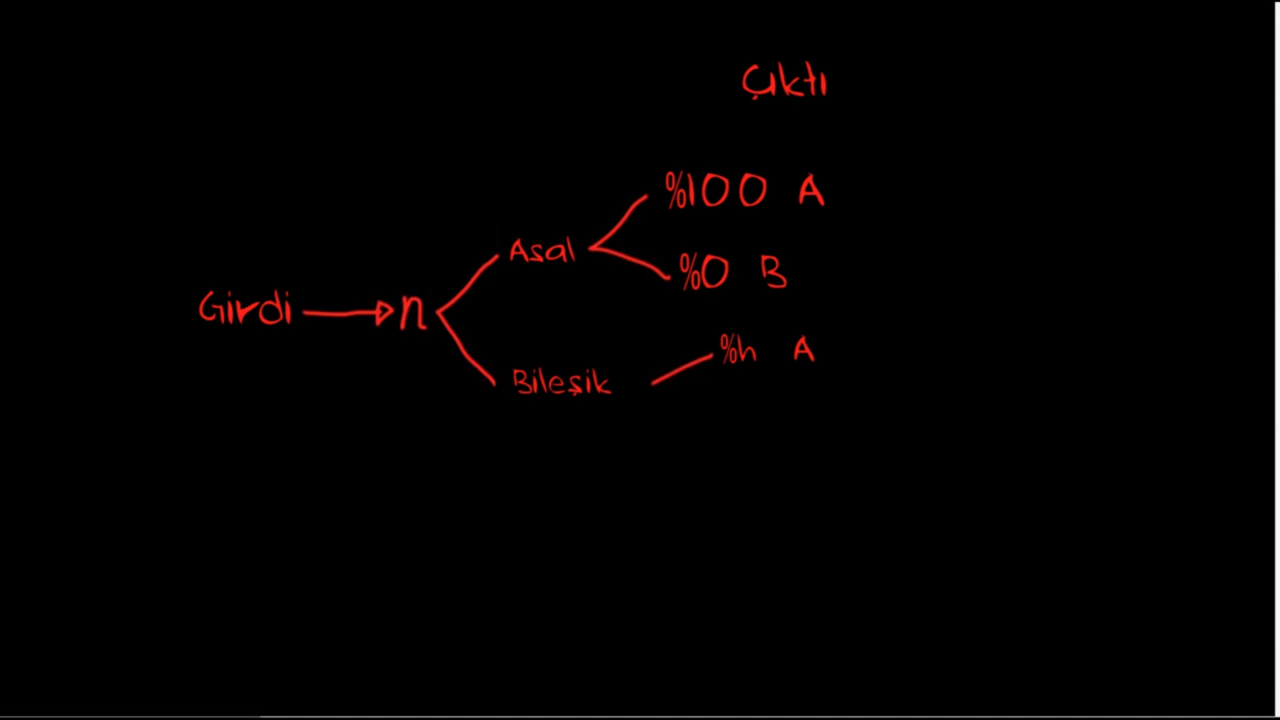 Çıktı
%100 A
Asal
%0 B
Girdi n
%h A
Bileşik